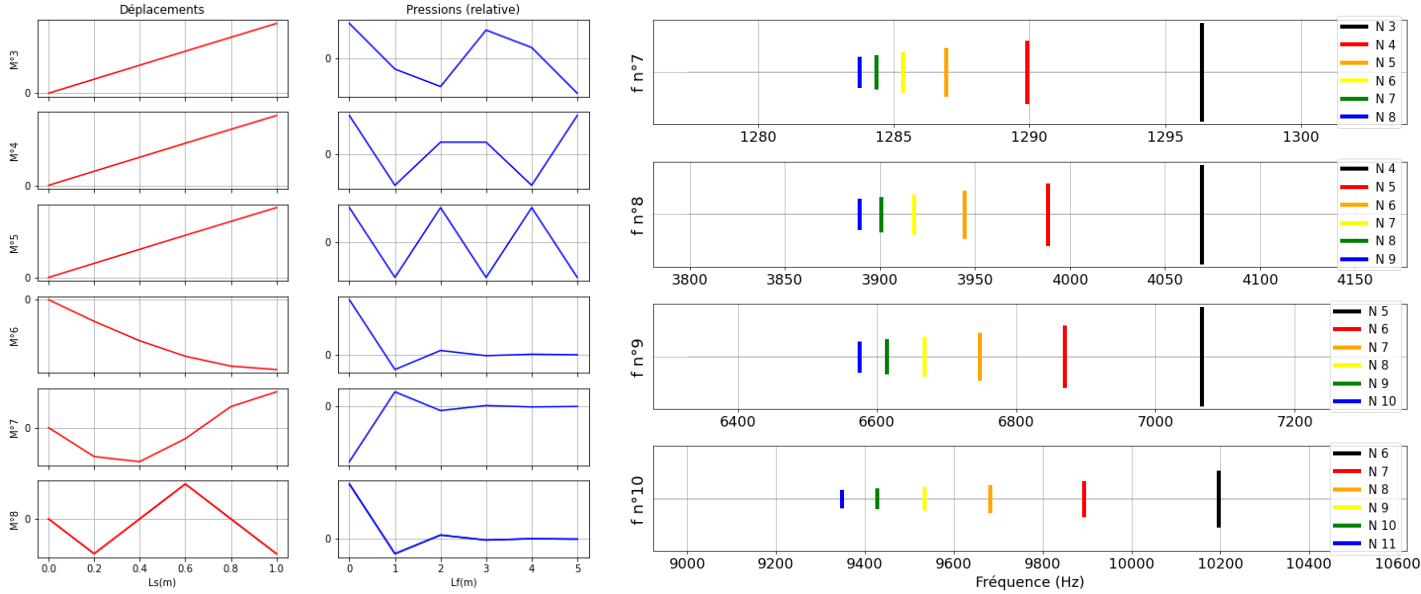 Déplacements
Pressions (relative)
M°3
0
0
M°4
0
0
M°5
0
0
M°6
0
0
M°7
0
0
M°8
0
0
0.0 0.2 0.4 0.6 0.8 1.0
Ls(m)
0 1 2 3 4 5
Lf(m)
f n°7
1280 1285 1290 1295 1300
N 3
N 4
N 5
N 6
N 7
N 8
f n°8
3800 3850 3900 3950 4000 4050 4100 4150
N 4
N 5
N 6
N 7
N 8
N 9
f n°9
6400 6600 6800 7000 7200
N 5
N 6
N 7
N 8
N 9
N 10
f n°10
9000 9200 9400 9600 9800 10000 10200 10400 10600
N 6
N 7
N 8
N 9
N 10
N 11
Fréquence (Hz)